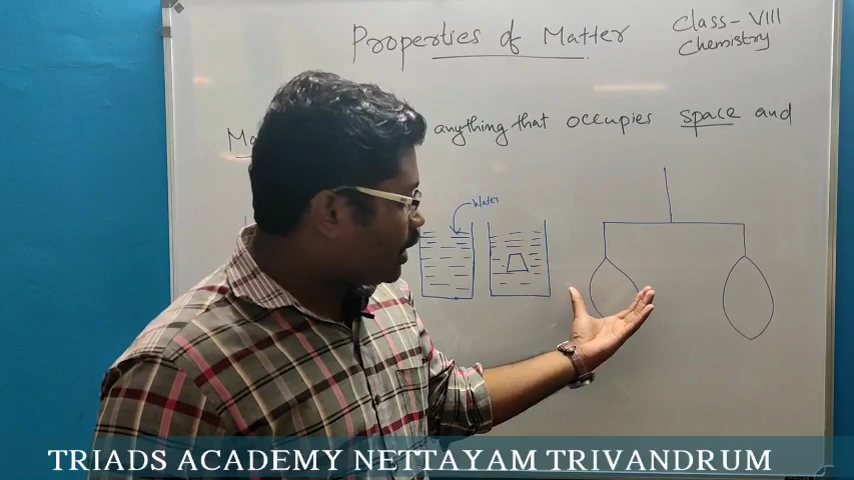 Properties of Matter
Class - VIII
Chemistry
anything that occupies space and
Water
TRIADS ACADEMY NETTAYAM TRIVANDRUM